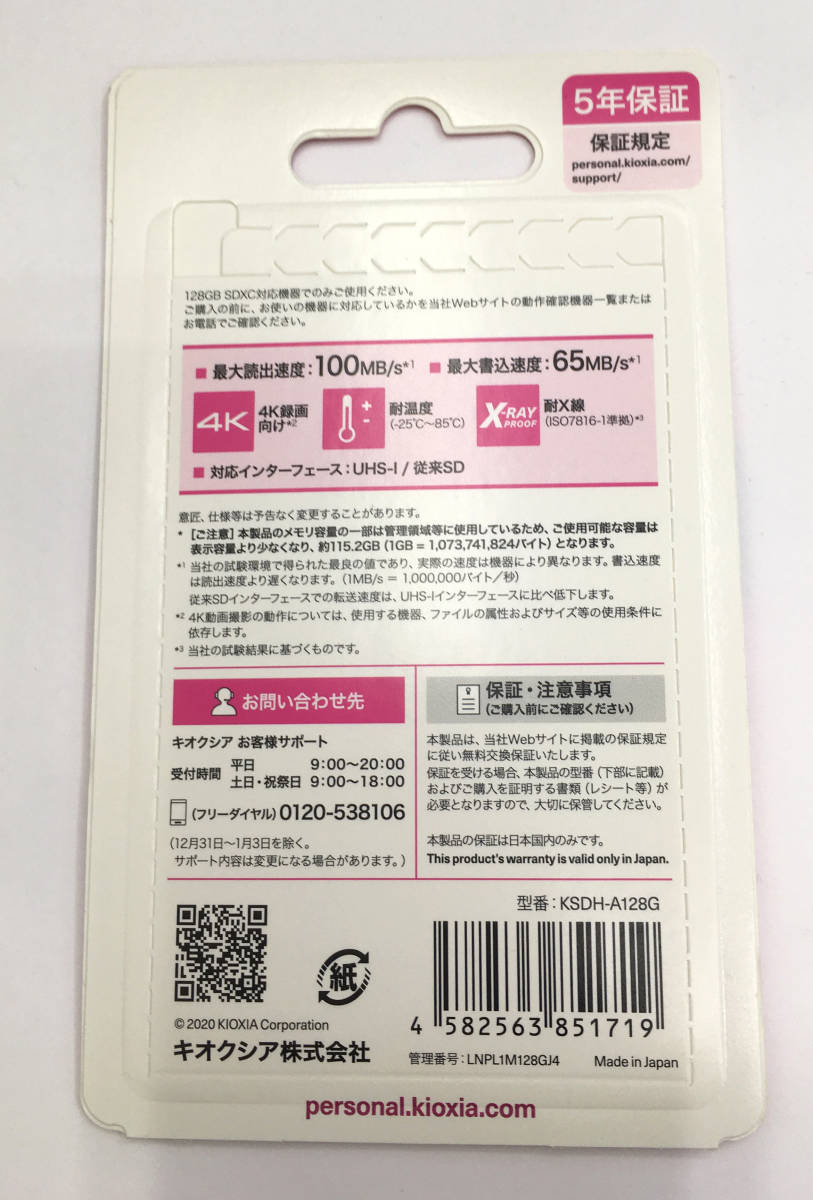 5年保証
保証規定
personal.kioxia.com/
support/
128GB SDXC対応機器でのみご使用ください。
ご購入の前に、お使いの機器に対応しているかを当社Webサイトの動作確認機器一覧または
お電話でご確認ください。
■ 最大読出速度：100MB/s*1 ■ 最大書込速度：65MB/s*1
4K 4K録画
向け*2
+
-
耐温度
(-25℃～85℃)
X-RAY
PROOF
耐X線
(ISO7816-1準拠)*3
■ 対応インターフェース：UHS-I / 従来SD
意匠、仕様等は予告なく変更することがあります。
* [ご注意] 本製品のメモリ容量の一部は管理領域等に使用しているため、ご使用可能な容量は
表示容量より少なくなり、約115.2GB (1GB = 1,073,741,824バイト) となります。
*1 当社の試験環境で得られた最良の値であり、実際の速度は機器により異なります。書込速度
は読出速度より遅くなります。(1MB/s = 1,000,000バイト／秒)
従来SDインターフェースでの転送速度は、UHS-Iインターフェースに比べ低下します。
*2 4K動画撮影の動作については、使用する機器、ファイルの属性およびサイズ等の使用条件に
依存します。
*3 当社の試験結果に基づくものです。
お問い合わせ先
キオクシア お客様サポート
受付時間 平日 9:00～20:00
土日・祝祭日 9:00～18:00
(フリーダイヤル) 0120-538106
(12月31日～1月3日を除く。
サポート内容は変更になる場合があります。)
保証・注意事項
(ご購入前にご確認ください)
本製品は、当社Webサイトに掲載の保証規定
に従い無料交換保証いたします。
保証を受ける場合、本製品の型番（下部に記載）
およびご購入を証明する書類（レシート等）が
必要となりますので、大切に保管してください。
本製品の保証は日本国内のみです。
This product's warranty is valid only in Japan.
型番：KSDH-A128G
紙
© 2020 KIOXIA Corporation
キオクシア株式会社
4 582563 851719
管理番号：LNPL1M128GJ4 Made in Japan
personal.kioxia.com